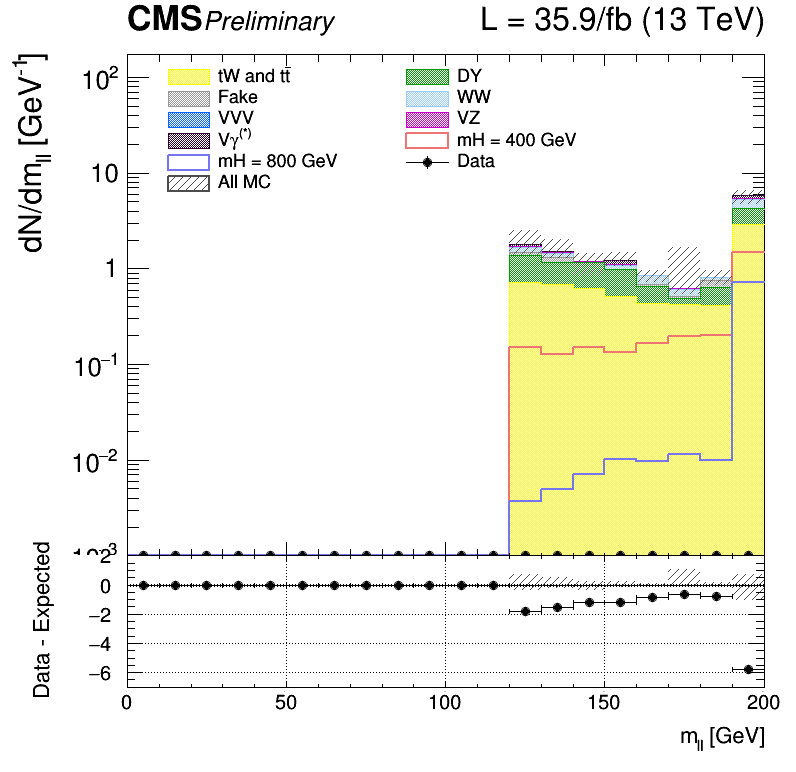 CMS Preliminary L = 35.9/fb (13 TeV)
dN/dm_ll [GeV⁻¹]
10²
10
1
10⁻¹
10⁻²
tW and tt̄ DY
Fake WW
VVV VZ
Vγ(*) mH = 400 GeV
mH = 800 GeV Data
All MC
Data - Expected
2
0
−2
−4
−6
0 50 100 150 200
m_ll [GeV]